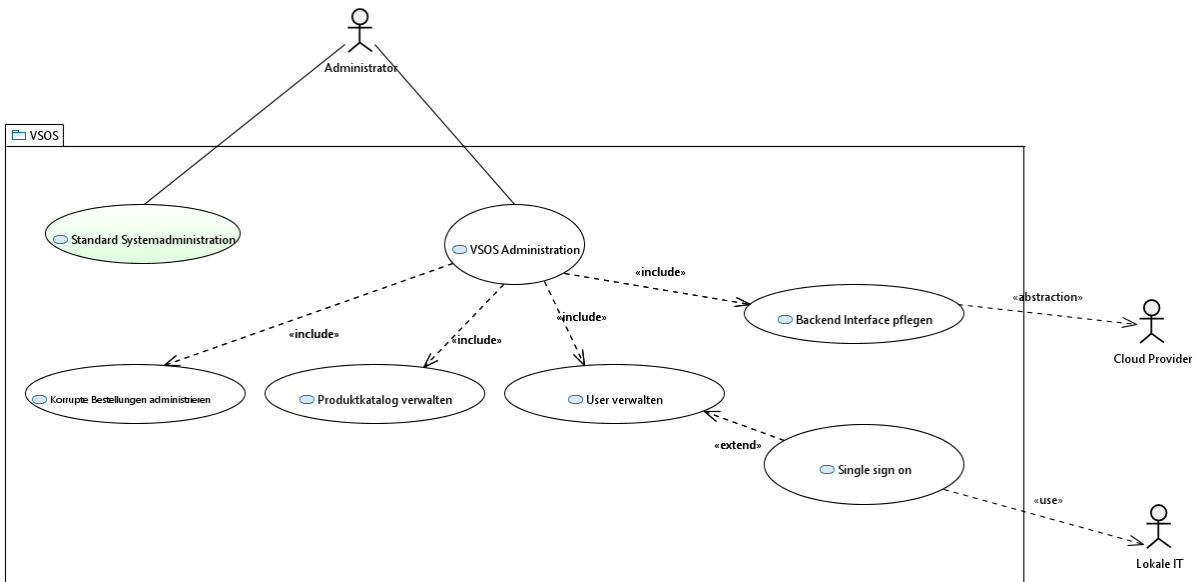 Administrator
VSOS
Standard Systemadministration
VSOS Administration
«include»
«include»
«include»
«include»
Backend Interface pflegen
«abstraction»
Cloud Provider
Korrupte Bestellungen administrieren
Produktkatalog verwalten
User verwalten
«extend»
Single sign on
«use»
Lokale IT